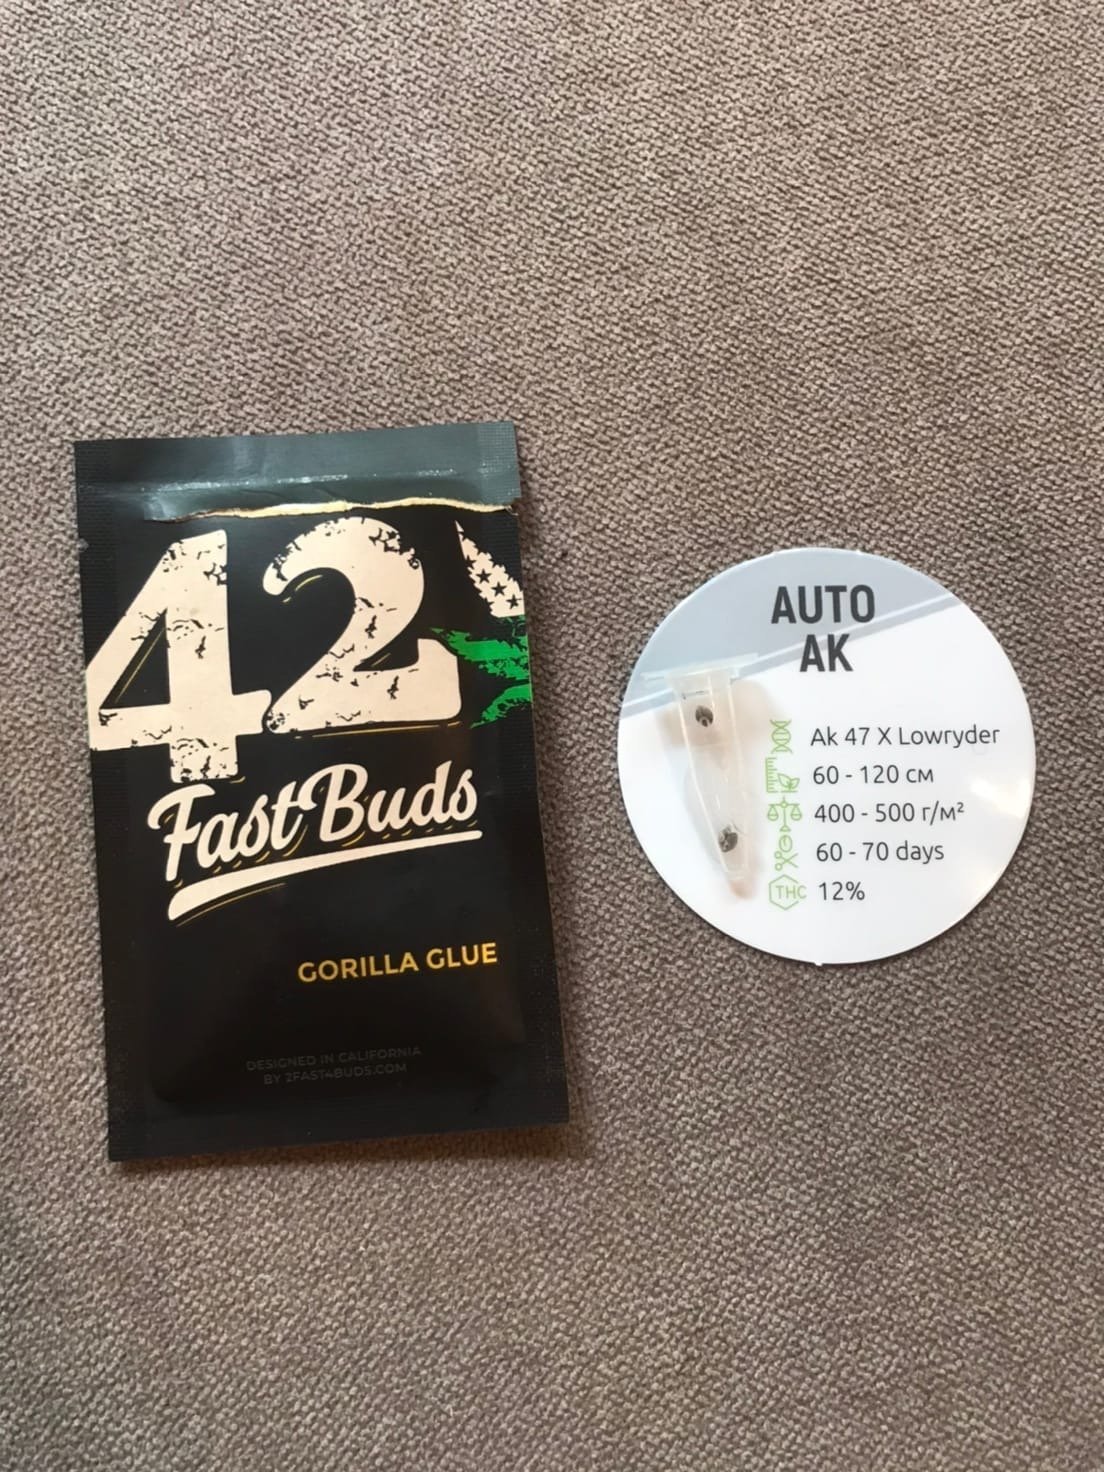 42
FastBuds
GORILLA GLUE
DESIGNED IN CALIFORNIA
BY 2FAST4BUDS.COM
AUTO
AK
Ak 47 X Lowryder
60 - 120 см
400 - 500 г/м²
60 - 70 days
THC 12%